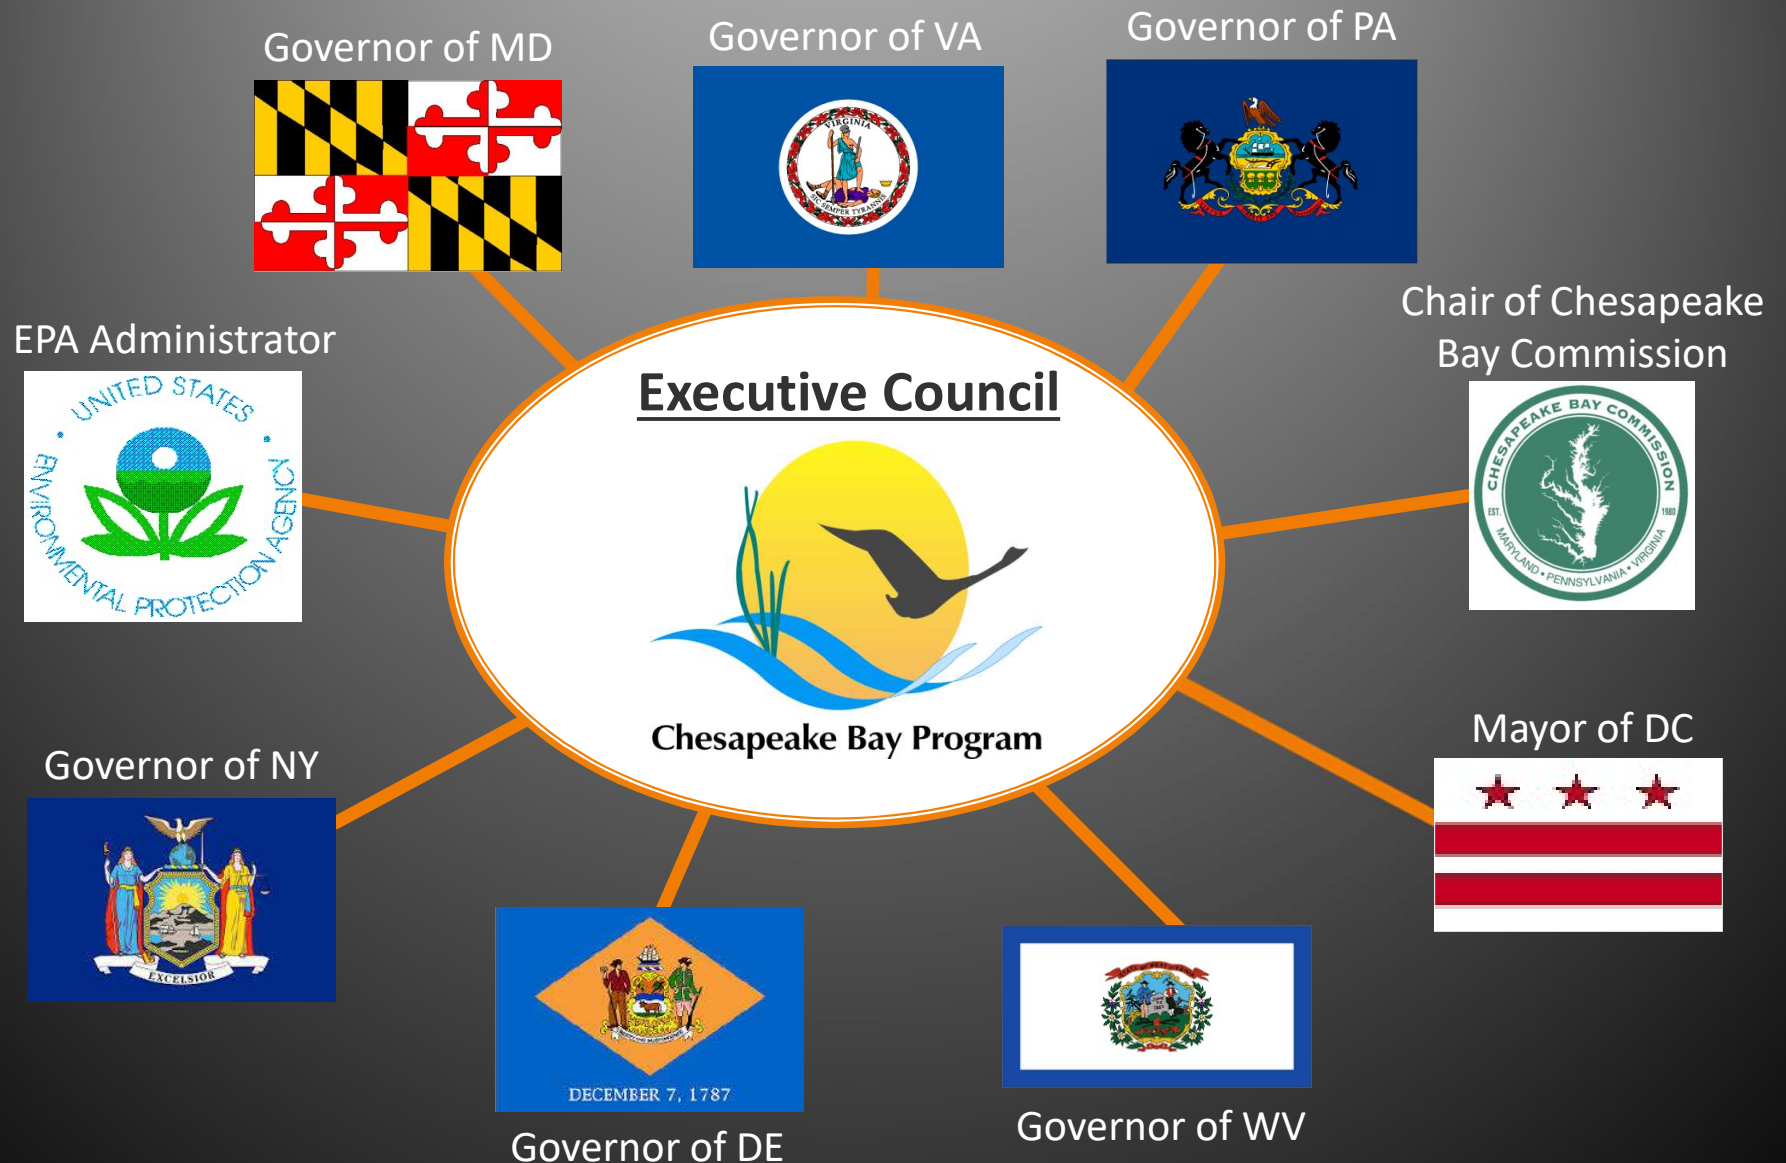 Governor of MD
Governor of VA
VIRGINIA
SIC SEMPER TYRANNIS
Governor of PA
EPA Administrator
UNITED STATES
ENVIRONMENTAL PROTECTION AGENCY
Executive Council
Chesapeake Bay Program
Chair of Chesapeake
Bay Commission
CHESAPEAKE BAY COMMISSION
EST. 1980
MARYLAND • PENNSYLVANIA • VIRGINIA
Governor of NY
EXCELSIOR
Mayor of DC
DECEMBER 7, 1787
Governor of DE
Governor of WV